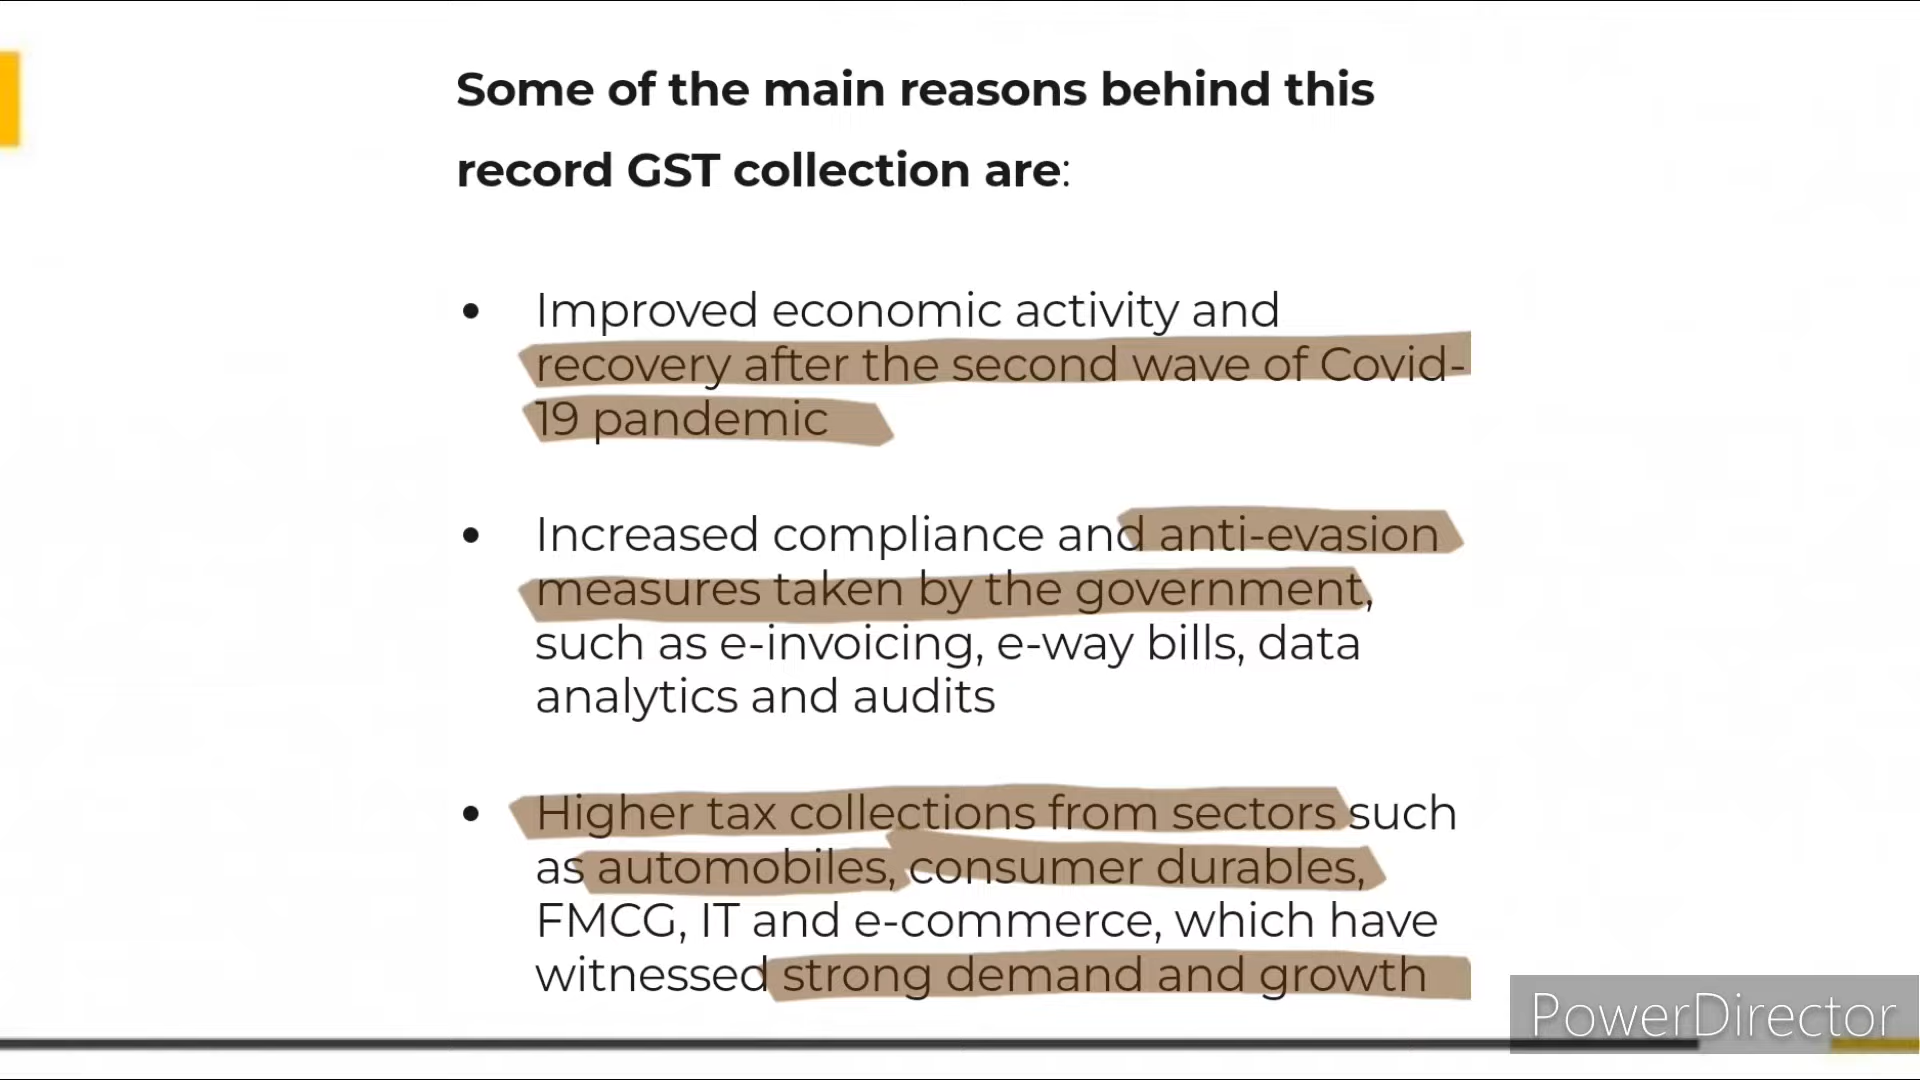 Some of the main reasons behind this
record GST collection are:
• Improved economic activity and
recovery after the second wave of Covid-
19 pandemic
• Increased compliance and anti-evasion
measures taken by the government,
such as e-invoicing, e-way bills, data
analytics and audits
• Higher tax collections from sectors such
as automobiles, consumer durables,
FMCG, IT and e-commerce, which have
witnessed strong demand and growth
PowerDirector